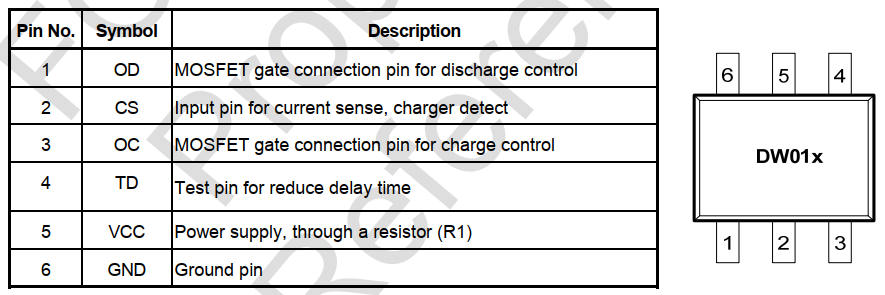 Pin No. Symbol Description
1 OD MOSFET gate connection pin for discharge control
2 CS Input pin for current sense, charger detect
3 OC MOSFET gate connection pin for charge control
4 TD Test pin for reduce delay time
5 VCC Power supply, through a resistor (R1)
6 GND Ground pin
6 5 4
DW01x
1 2 3